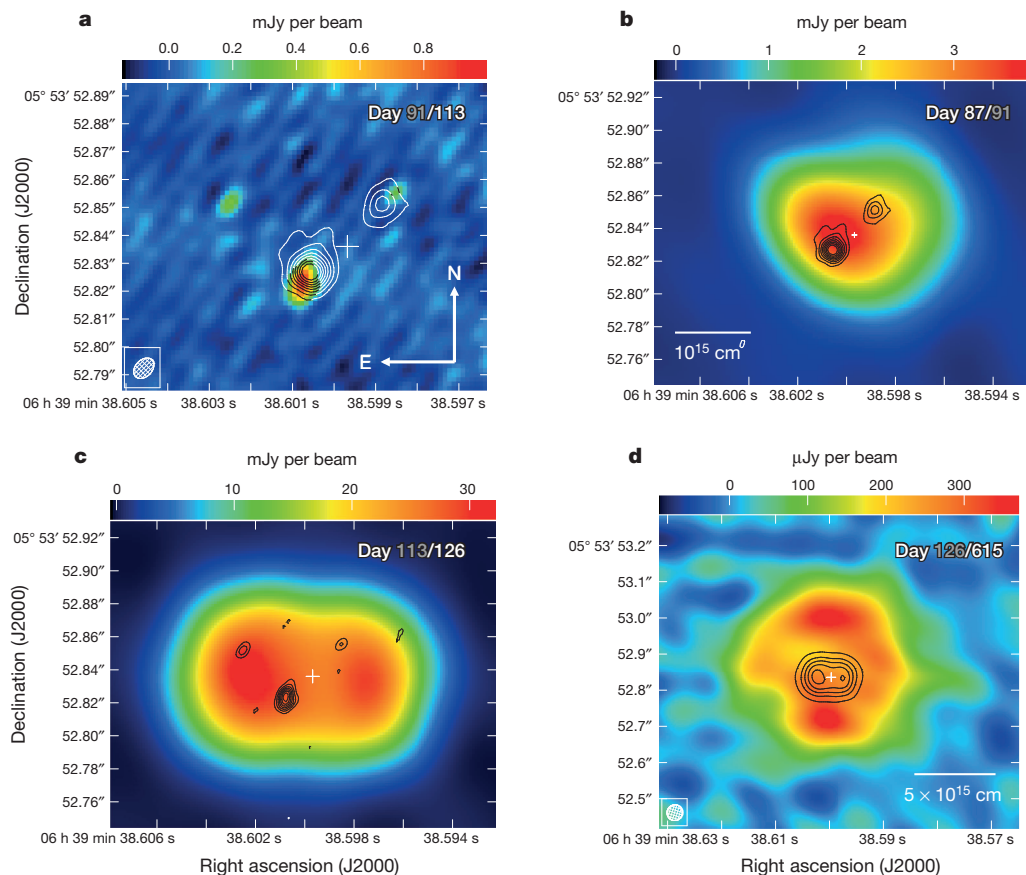 a
mJy per beam
0.0 0.2 0.4 0.6 0.8
Day 91/113
05° 53′ 52.89″
52.88″
52.87″
52.86″
52.85″
52.84″
52.83″
52.82″
52.81″
52.80″
52.79″
Declination (J2000)
N
E
06 h 39 min 38.605 s 38.603 s 38.601 s 38.599 s 38.597 s
b
mJy per beam
0 1 2 3
Day 87/91
05° 53′ 52.92″
52.90″
52.88″
52.86″
52.84″
52.82″
52.80″
52.78″
52.76″
10¹⁵ cm
06 h 39 min 38.606 s 38.602 s 38.598 s 38.594 s
c
mJy per beam
0 10 20 30
Day 113/126
05° 53′ 52.92″
52.90″
52.88″
52.86″
52.84″
52.82″
52.80″
52.78″
52.76″
Declination (J2000)
06 h 39 min 38.606 s 38.602 s 38.598 s 38.594 s
Right ascension (J2000)
d
μJy per beam
0 100 200 300
Day 126/615
05° 53′ 53.2″
53.1″
53.0″
52.9″
52.8″
52.7″
52.6″
52.5″
5 × 10¹⁵ cm
06 h 39 min 38.63 s 38.61 s 38.59 s 38.57 s
Right ascension (J2000)